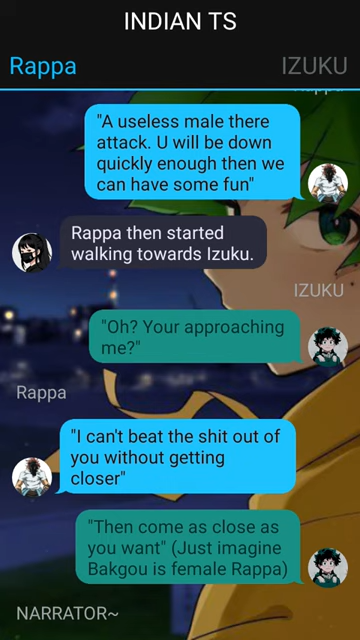 INDIAN TS
Rappa IZUKU
Rappa
"A useless male there
attack. U will be down
quickly enough then we
can have some fun"
Rappa then started
walking towards Izuku.
IZUKU
"Oh? Your approaching
me?"
Rappa
"I can't beat the shit out of
you without getting
closer"
"Then come as close as
you want" (Just imagine
Bakgou is female Rappa)
NARRATOR~